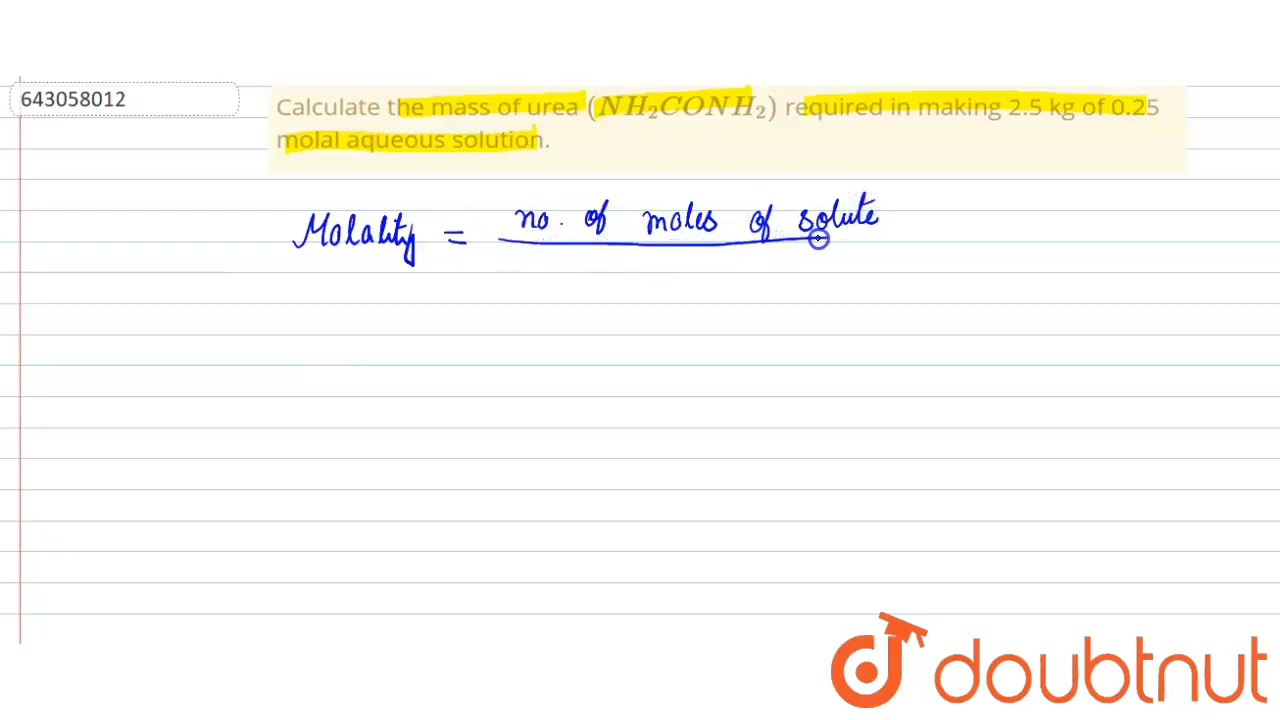 643058012
Calculate the mass of urea (NH₂CONH₂) required in making 2.5 kg of 0.25
molal aqueous solution.
Molality = no. of moles of solute
doubtnut